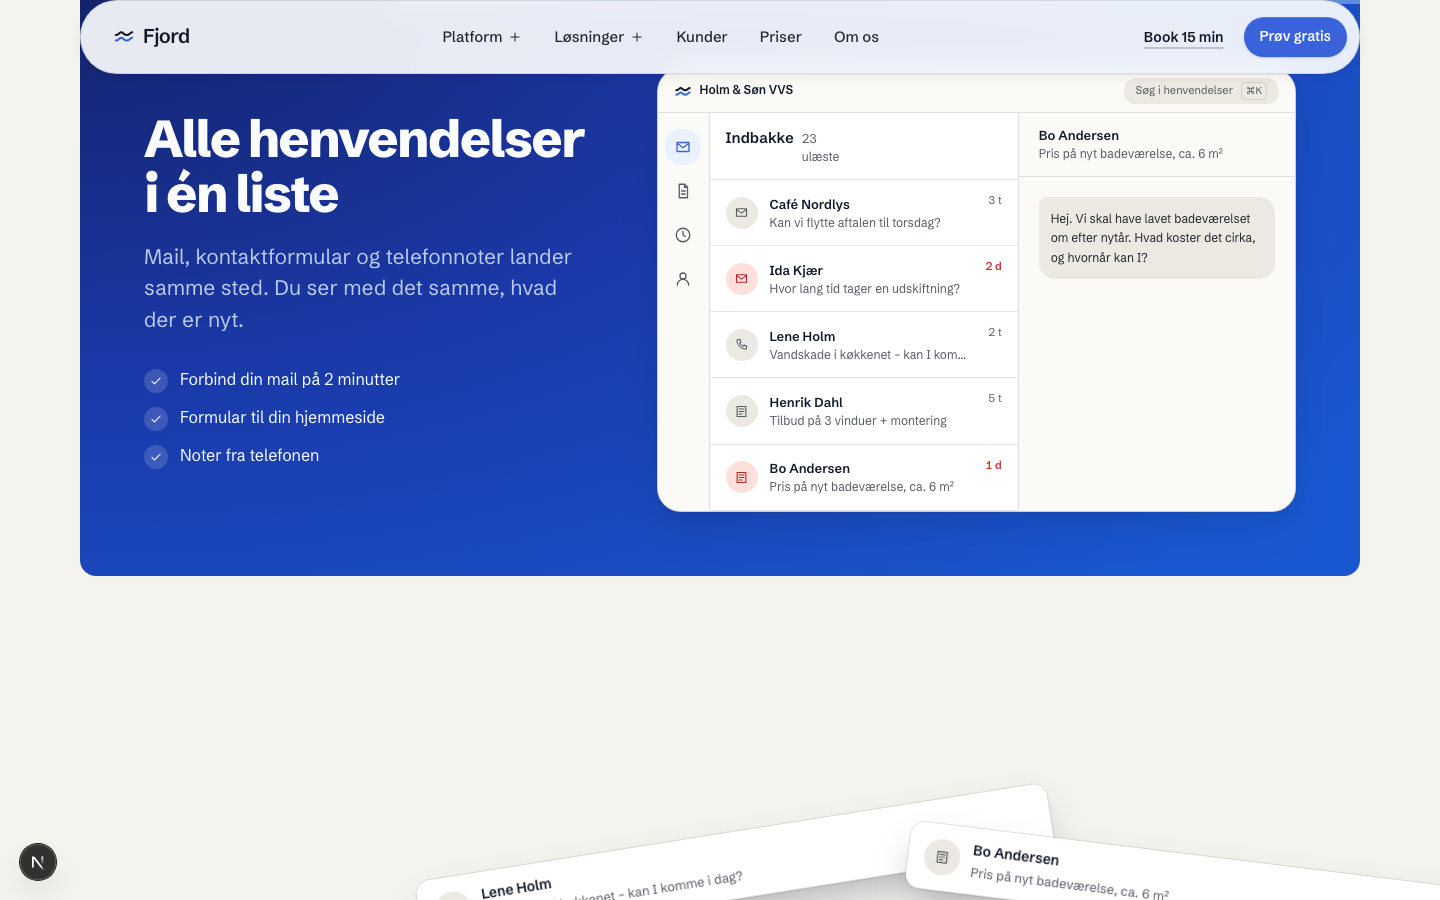 Fjord
Platform +
Løsninger +
Kunder
Priser
Om os
Book 15 min
Prøv gratis
Alle henvendelser
i én liste
Mail, kontaktformular og telefonnoter lander
samme sted. Du ser med det samme, hvad
der er nyt.
Forbind din mail på 2 minutter
Formular til din hjemmeside
Noter fra telefonen
Holm & Søn VVS
Søg i henvendelser ⌘K
Indbakke 23
ulæste
Café Nordlys 3 t
Kan vi flytte aftalen til torsdag?
Ida Kjær 2 d
Hvor lang tid tager en udskiftning?
Lene Holm 2 t
Vandskade i køkkenet – kan I kom...
Henrik Dahl 5 t
Tilbud på 3 vinduer + montering
Bo Andersen 1 d
Pris på nyt badeværelse, ca. 6 m²
Bo Andersen
Pris på nyt badeværelse, ca. 6 m²
Hej. Vi skal have lavet badeværelset
om efter nytår. Hvad koster det cirka,
og hvornår kan I?
Lene Holm
– kan I komme i dag?
Bo Andersen
Pris på nyt badeværelse, ca. 6 m²
N